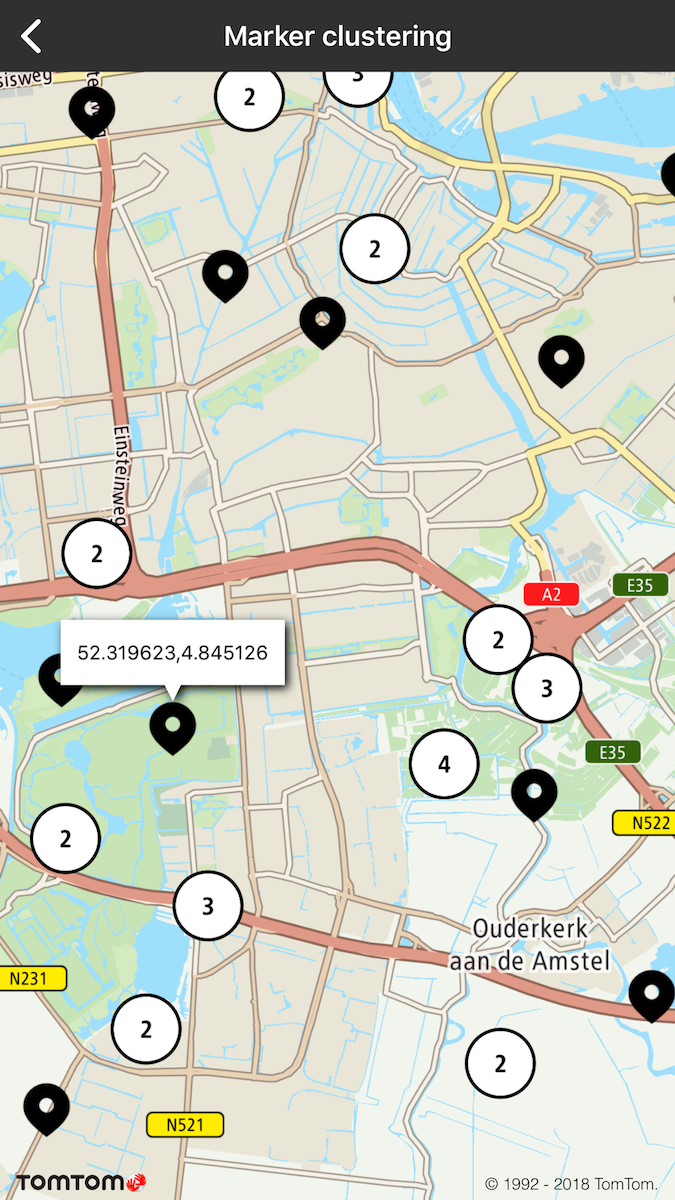 Marker clustering
sisweg
2
3
2
Einsteinweg
2
A2
E35
2
52.319623,4.845126
3
E35
4
N522
2
3
Ouderkerk
aan de Amstel
N231
2
2
N521
TOMTOM
© 1992 - 2018 TomTom.